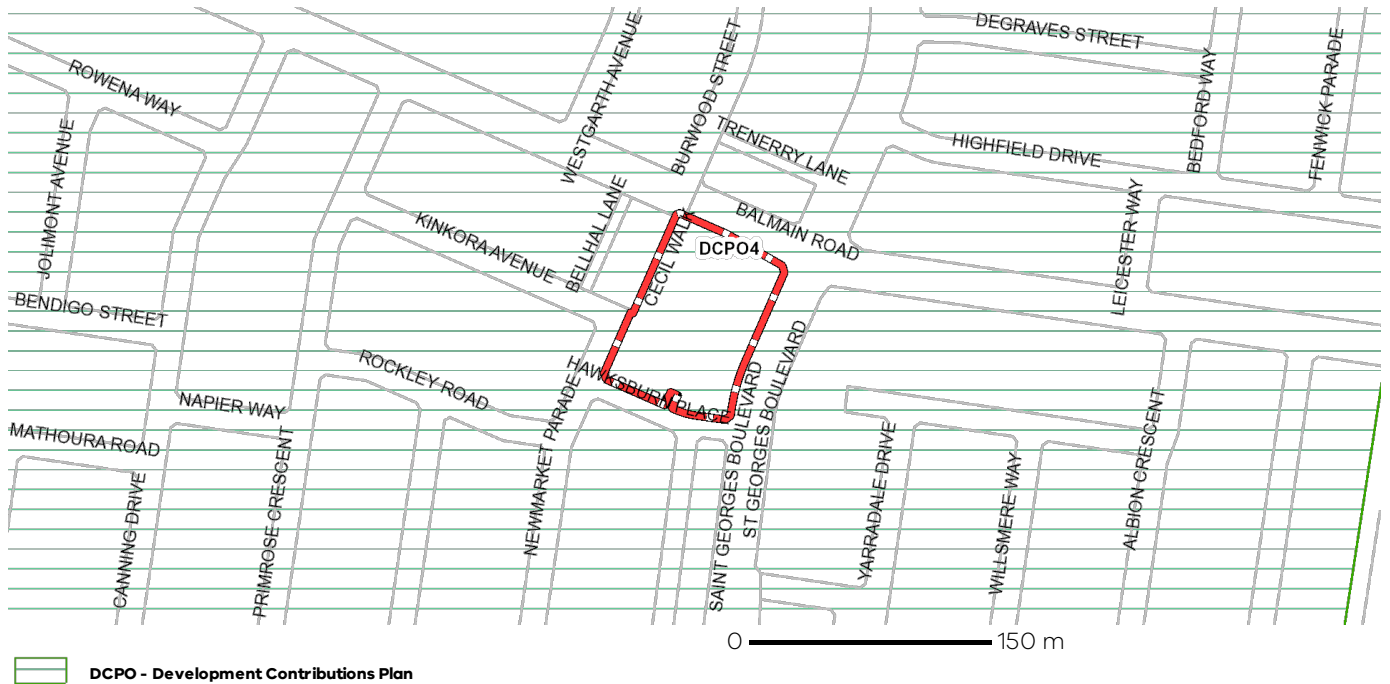 DEGRAVES STREET
WESTGARTH AVENUE
BURWOOD STREET
FENWICK PARADE
BEDFORD WAY
ROWENA WAY
TRENERRY LANE
HIGHFIELD DRIVE
JOLIMONT AVENUE
BELLHAL LANE
LEICESTER WAY
KINKORA AVENUE
BALMAIN ROAD
CECIL WALK
DCPO4
BENDIGO STREET
ROCKLEY ROAD
HAWKSBURN PLACE
ST GEORGES BOULEVARD
SAINT GEORGES BOULEVARD
NAPIER WAY
MATHOURA ROAD
NEWMARKET PARADE
ALBION CRESCENT
PRIMROSE CRESCENT
YARRADALE DRIVE
WILLSMERE WAY
CANNING DRIVE
0 150 m
DCPO - Development Contributions Plan